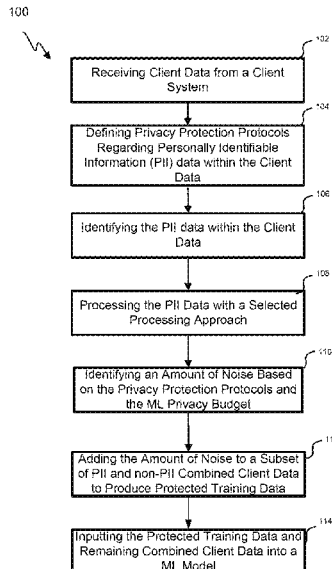 100
102
Receiving Client Data from a Client
System
104
Defining Privacy Protection Protocols
Regarding Personally Identifiable
Information (PII) data within the Client
Data
106
Identifying the PII data within the Client
Data
108
Processing the PII Data with a Selected
Processing Approach
110
Identifying an Amount of Noise Based
on the Privacy Protection Protocols and
the ML Privacy Budget
11
Adding the Amount of Noise to a Subset
of PII and non-PII Combined Client Data
to Produce Protected Training Data
114
Inputting the Protected Training Data and
Remaining Combined Client Data into a
ML Model